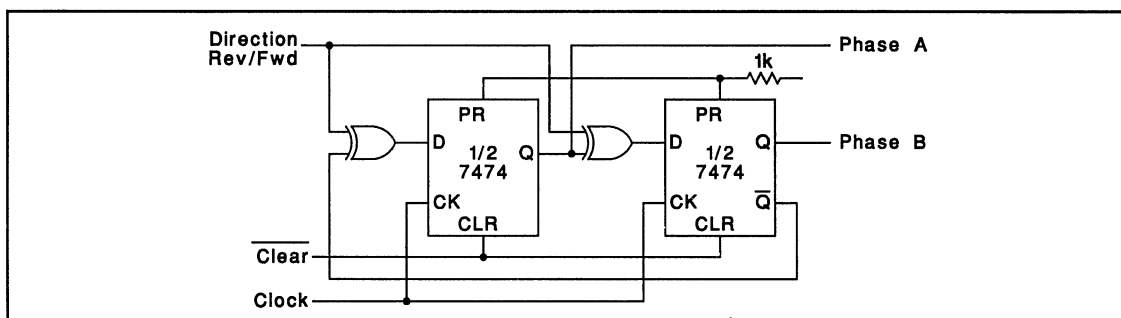 Direction
Rev/Fwd
Phase A
1k
PR
PR
D
1/2
7474
Q
D
1/2
7474
Q
Phase B
CK
CLR
CK
CLR
Q̅
C̅l̅e̅a̅r̅
Clock